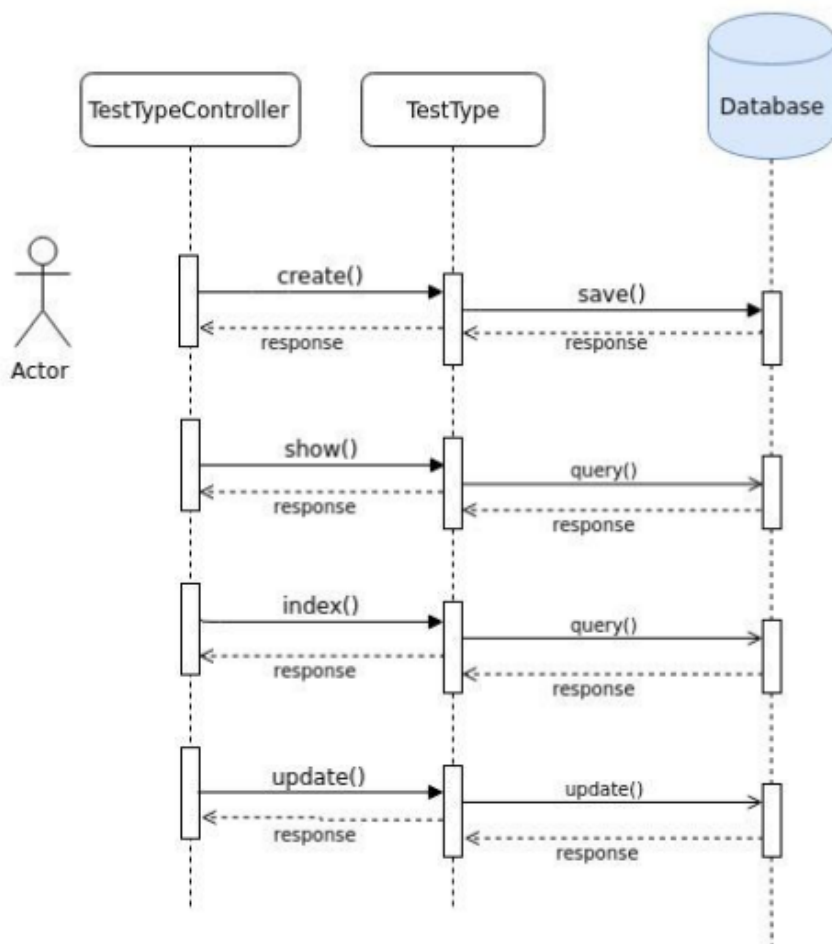 TestTypeController
TestType
Database
Actor
create()
save()
response
response
show()
query()
response
response
index()
query()
response
response
update()
update()
response
response